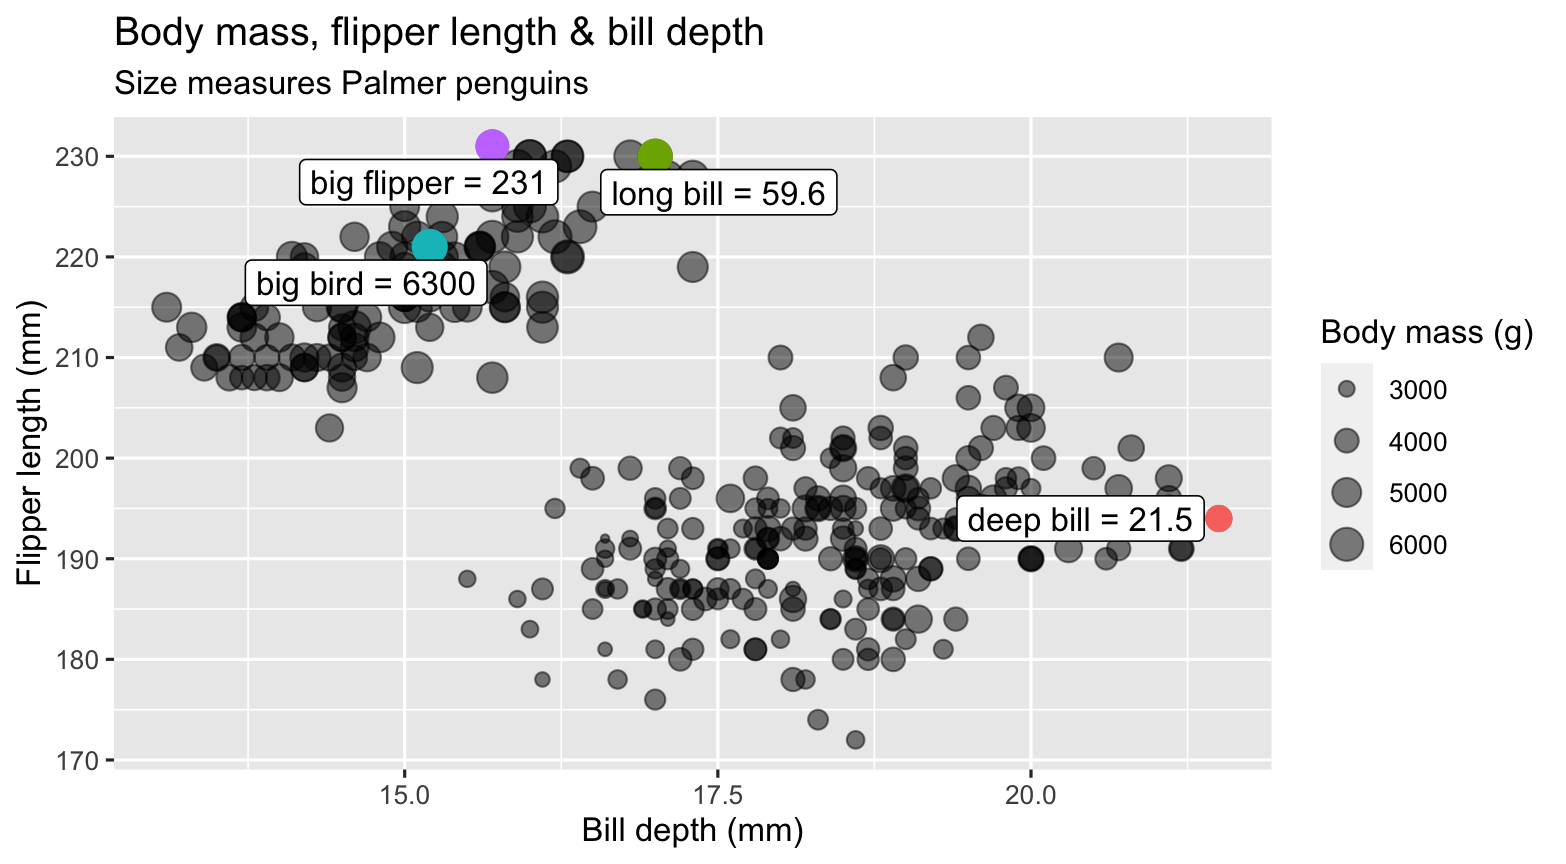 Body mass, flipper length & bill depth
Size measures Palmer penguins
230
220
210
200
190
180
170
Flipper length (mm)
big flipper = 231
long bill = 59.6
big bird = 6300
deep bill = 21.5
15.0
17.5
20.0
Bill depth (mm)
Body mass (g)
3000
4000
5000
6000